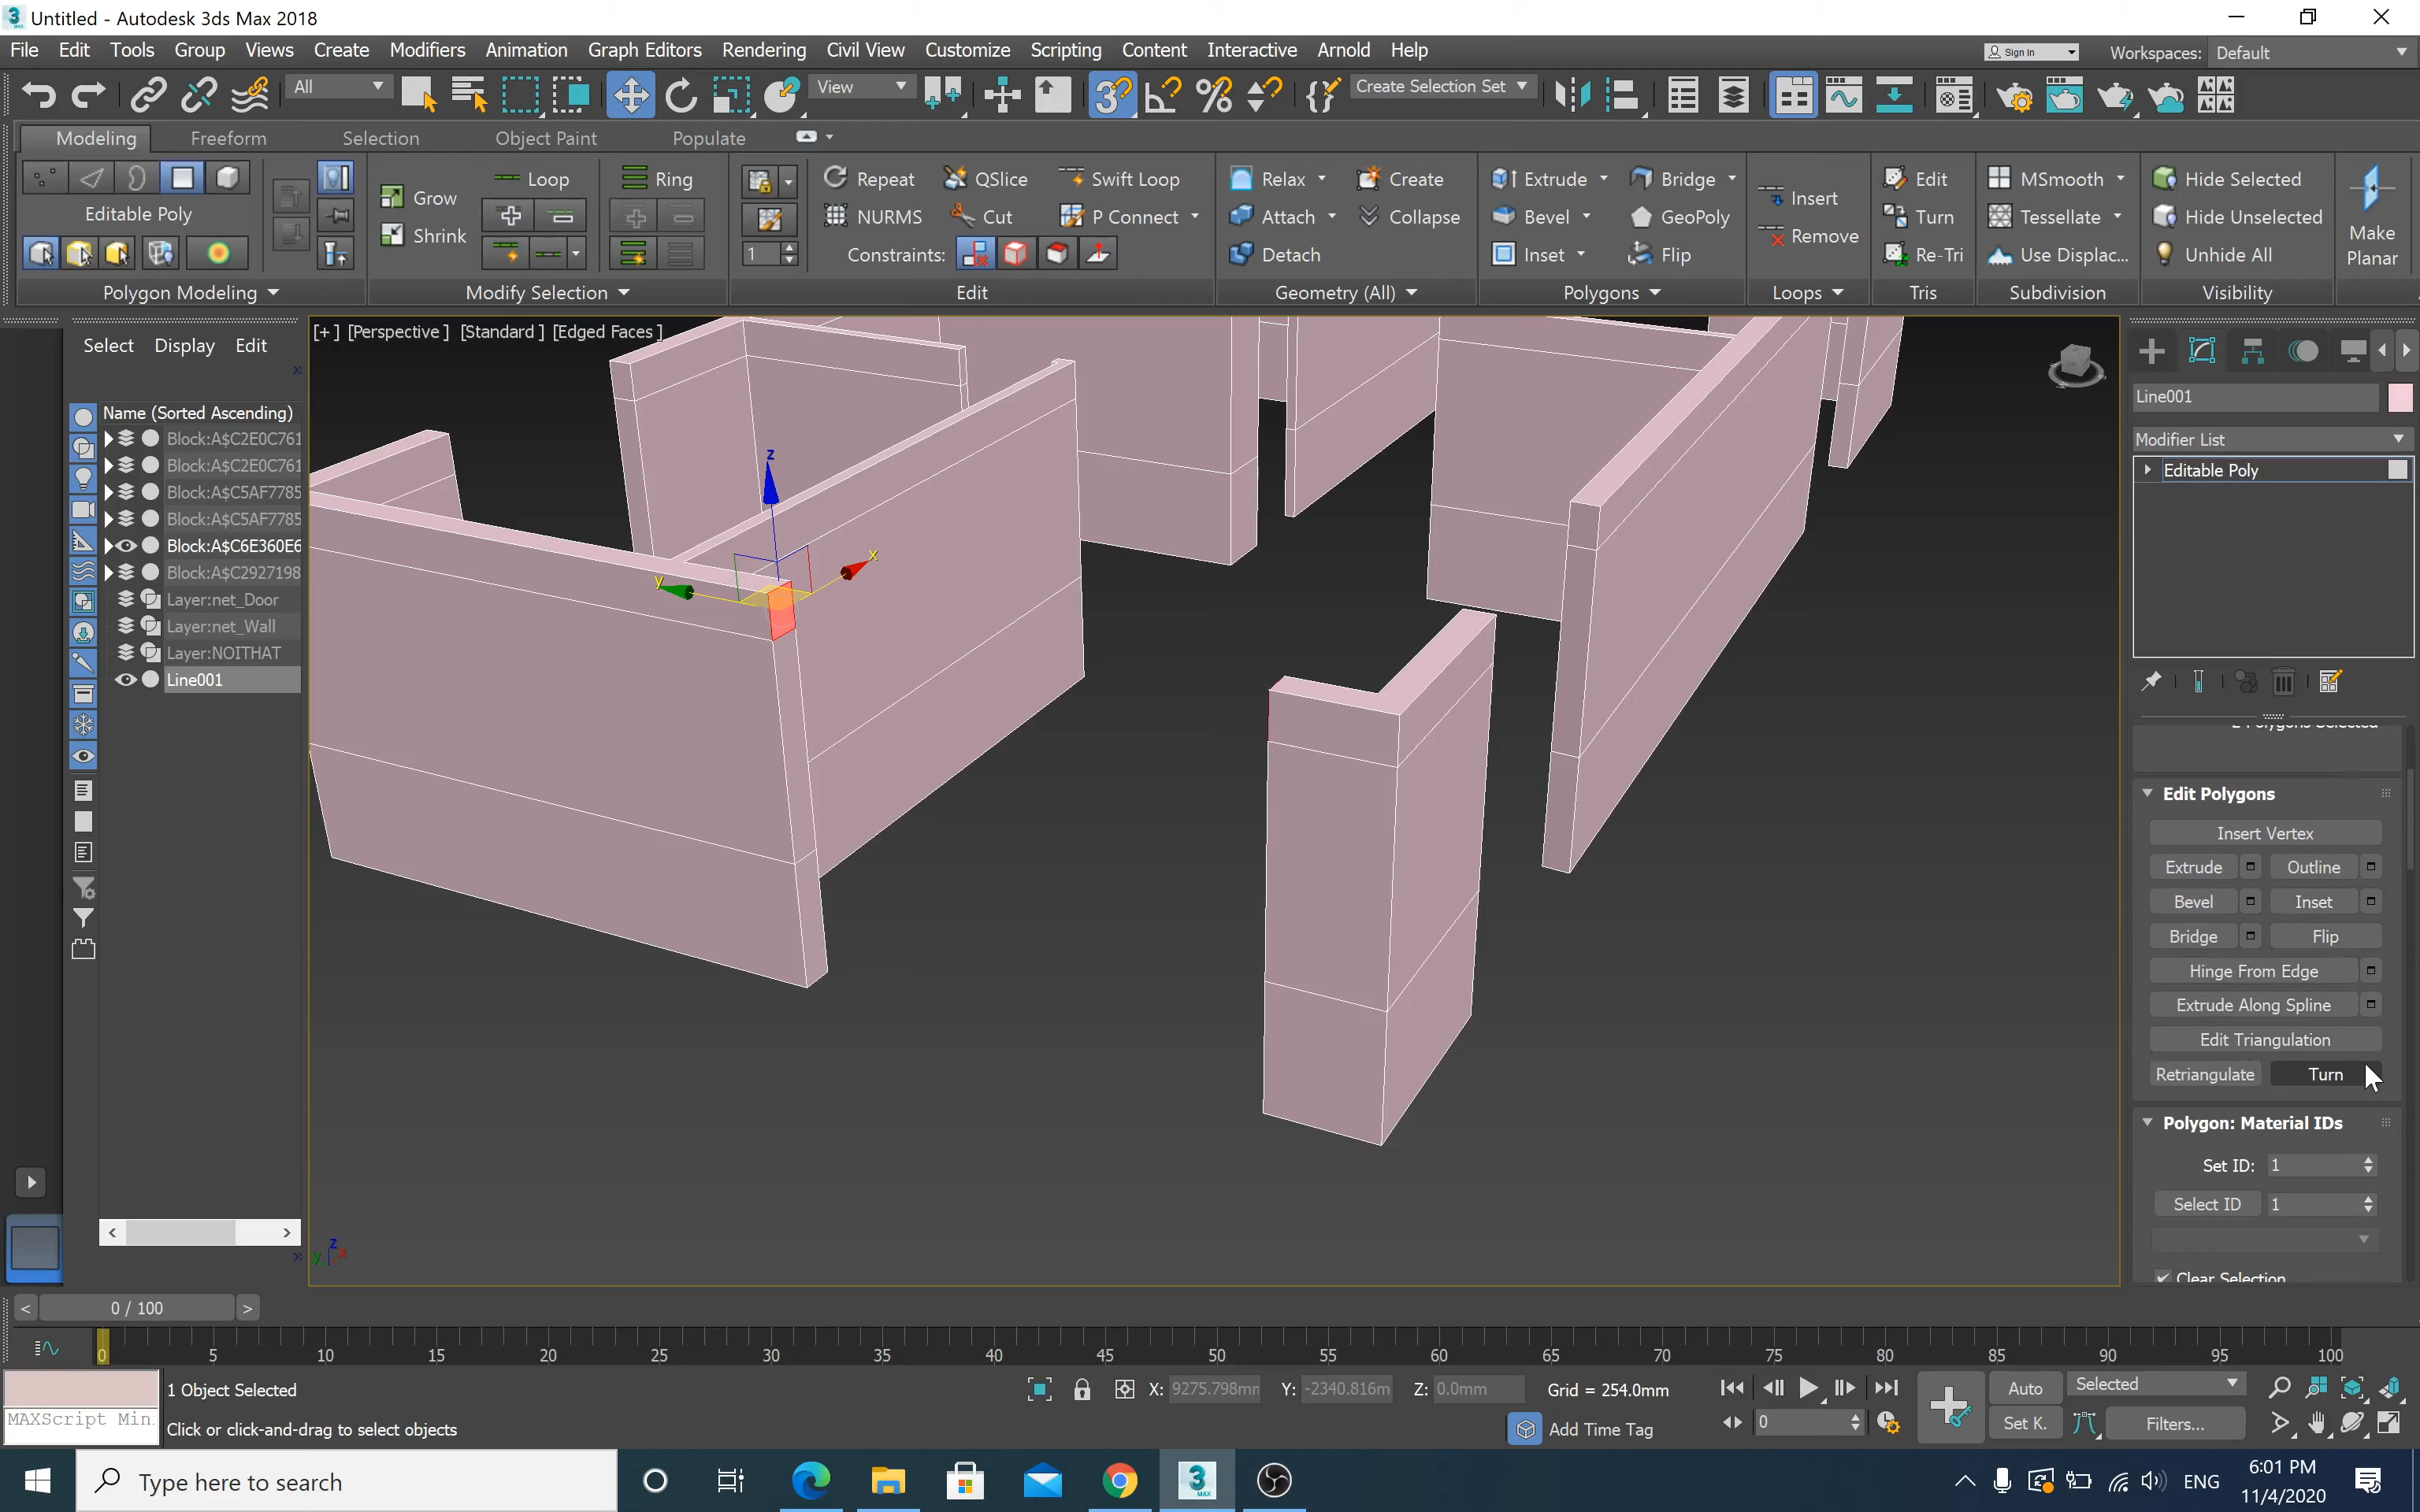 Untitled - Autodesk 3ds Max 2018
File Edit Tools Group Views Create Modifiers Animation Graph Editors Rendering Civil View Customize Scripting Content Interactive Arnold Help
Sign In
Workspaces: Default
All
View
Create Selection Set
Modeling Freeform Selection Object Paint Populate
Grow Loop Ring Repeat QSlice Swift Loop Relax Create Extrude Bridge Insert Edit MSmooth Hide Selected
Editable Poly
Shrink NURMS Cut P Connect Attach Collapse Bevel GeoPoly Remove Turn Tessellate Hide Unselected
1 Constraints: Detach Inset Flip Re-Tri Use Displac... Unhide All
Make Planar
Polygon Modeling Modify Selection Edit Geometry (All) Polygons Loops Tris Subdivision Visibility
Select Display Edit
[+] [Perspective] [Standard] [Edged Faces]
Name (Sorted Ascending)
Block:A$C2E0C761
Block:A$C2E0C761
Block:A$C5AF7785
Block:A$C5AF7785
Block:A$C6E360E6
Block:A$C2927198
Layer:net_Door
Layer:net_Wall
Layer:NOITHAT
Line001
z
x
y
z
y x
Line001
Modifier List
Editable Poly
2 Polygons Selected
Edit Polygons
Insert Vertex
Extrude Outline
Bevel Inset
Bridge Flip
Hinge From Edge
Extrude Along Spline
Edit Triangulation
Retriangulate Turn
Polygon: Material IDs
Set ID: 1
Select ID 1
Clear Selection
< 0 / 100 >
0 5 10 15 20 25 30 35 40 45 50 55 60 65 70 75 80 85 90 95 100
1 Object Selected
X: 9275.798mm Y: -2340.816m Z: 0.0mm Grid = 254.0mm
Auto Selected
MAXScript Min
Click or click-and-drag to select objects
Add Time Tag
0
Set K. Filters...
Type here to search
ENG
6:01 PM
11/4/2020